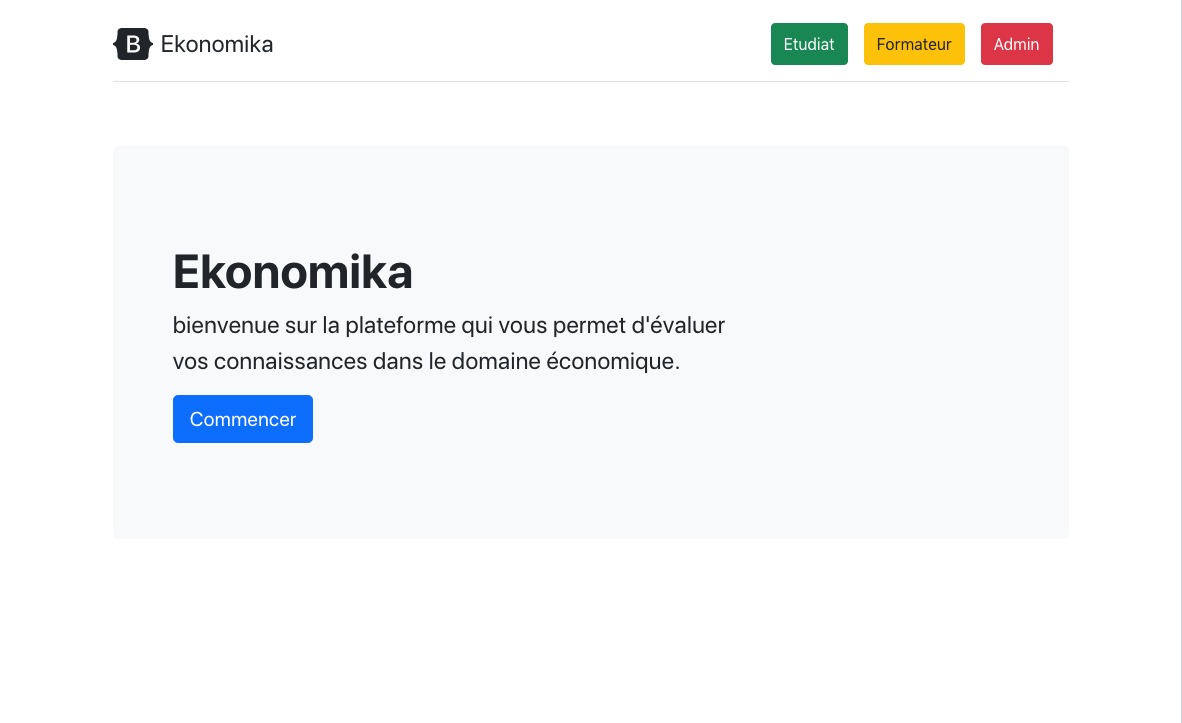 B Ekonomika
Etudiat
Formateur
Admin
Ekonomika
bienvenue sur la plateforme qui vous permet d'évaluer
vos connaissances dans le domaine économique.
Commencer